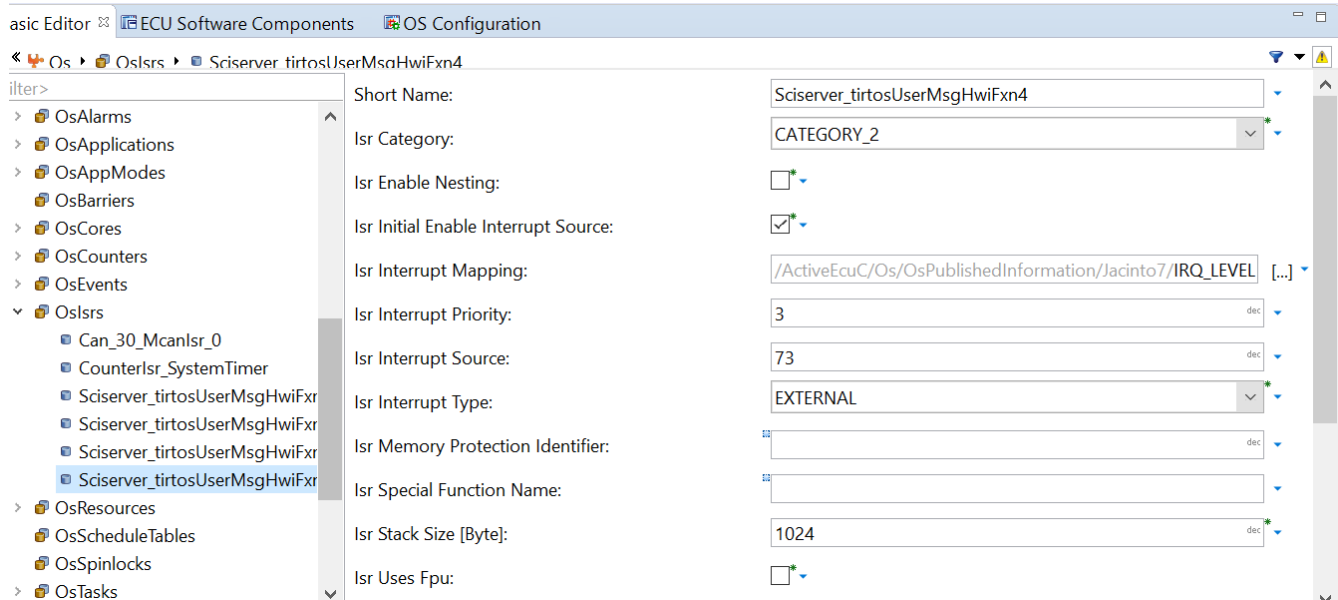 asic Editor ECU Software Components OS Configuration
Os OsIsrs Sciserver_tirtosUserMsgHwiFxn4
ilter>
OsAlarms
OsApplications
OsAppModes
OsBarriers
OsCores
OsCounters
OsEvents
OsIsrs
Can_30_McanIsr_0
CounterIsr_SystemTimer
Sciserver_tirtosUserMsgHwiFxr
Sciserver_tirtosUserMsgHwiFxr
Sciserver_tirtosUserMsgHwiFxr
Sciserver_tirtosUserMsgHwiFxr
OsResources
OsScheduleTables
OsSpinlocks
OsTasks
Short Name: Sciserver_tirtosUserMsgHwiFxn4
Isr Category: CATEGORY_2
Isr Enable Nesting:
Isr Initial Enable Interrupt Source:
Isr Interrupt Mapping: /ActiveEcuC/Os/OsPublishedInformation/Jacinto7/IRQ_LEVEL [...]
Isr Interrupt Priority: 3 dec
Isr Interrupt Source: 73 dec
Isr Interrupt Type: EXTERNAL
Isr Memory Protection Identifier: dec
Isr Special Function Name:
Isr Stack Size [Byte]: 1024 dec
Isr Uses Fpu: